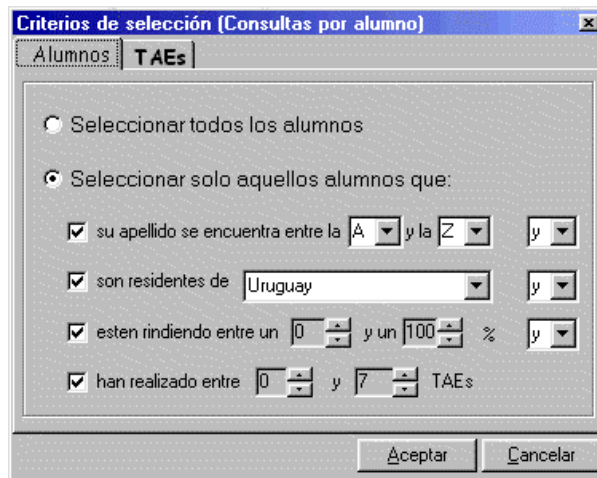 Criterios de selección (Consultas por alumno)
Alumnos TAEs
Seleccionar todos los alumnos
Seleccionar solo aquellos alumnos que:
su apellido se encuentra entre la A y la Z y
son residentes de Uruguay y
esten rindiendo entre un 0 y un 100 % y
han realizado entre 0 y 7 TAEs
Aceptar Cancelar